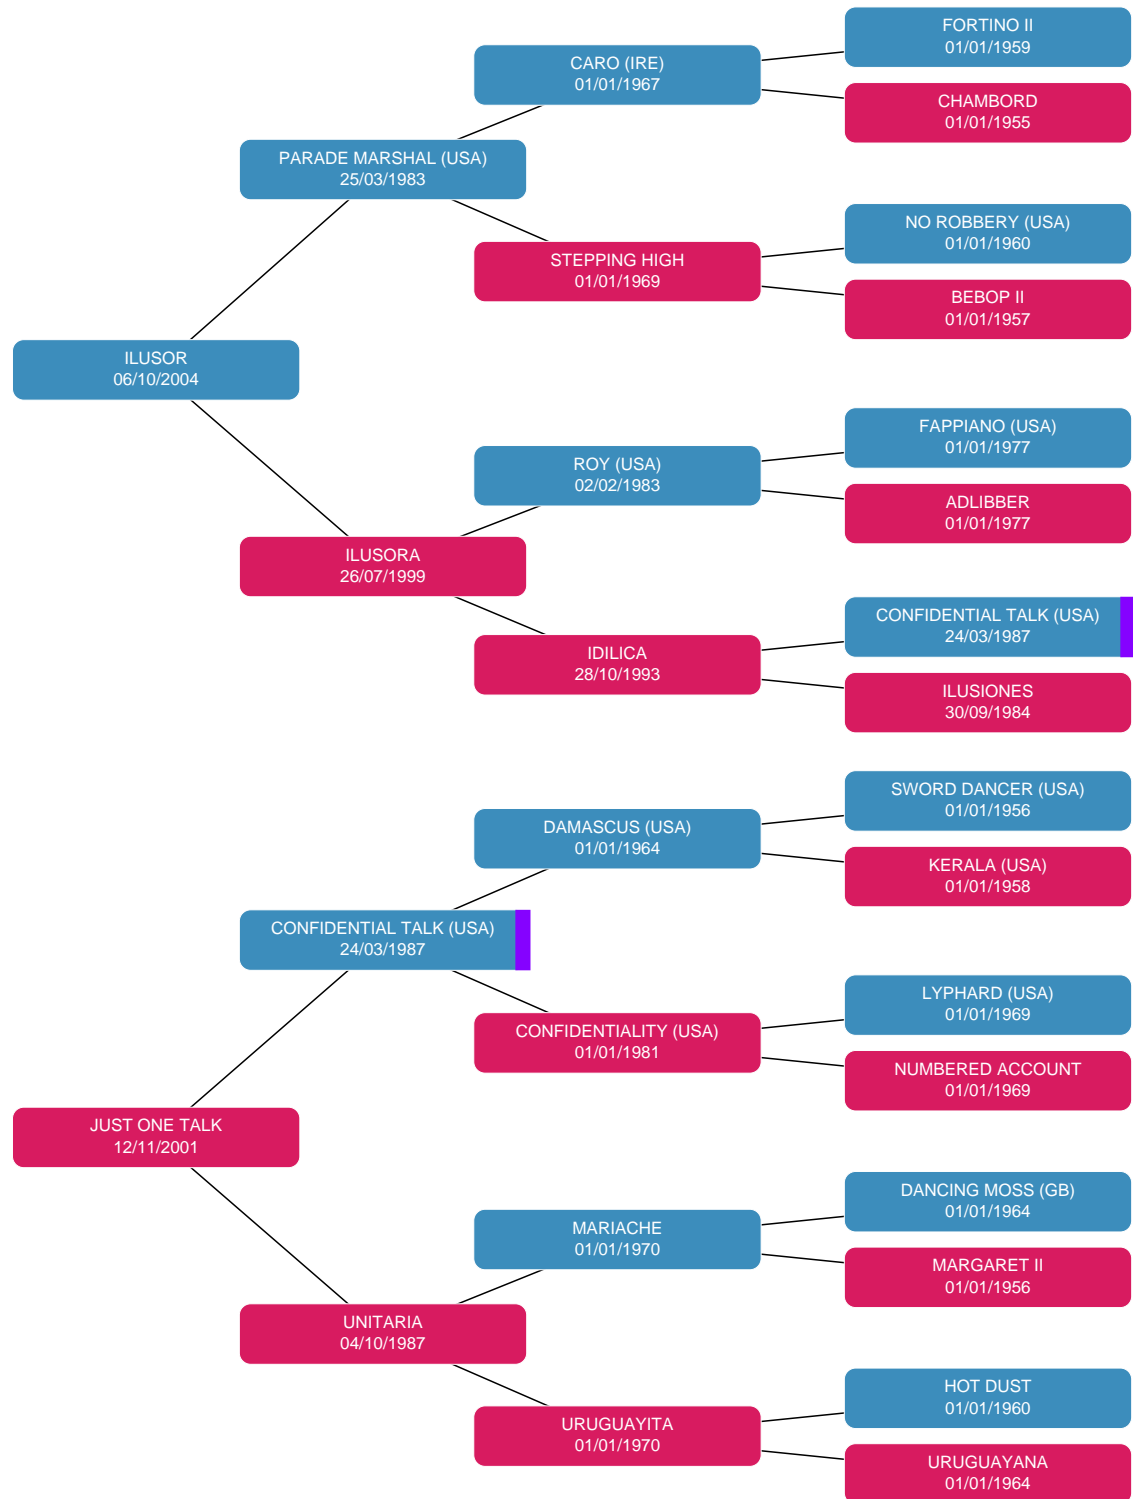 FORTINO II
01/01/1959
CARO (IRE)
01/01/1967
CHAMBORD
01/01/1955
PARADE MARSHAL (USA)
25/03/1983
NO ROBBERY (USA)
01/01/1960
STEPPING HIGH
01/01/1969
BEBOP II
01/01/1957
ILUSOR
06/10/2004
FAPPIANO (USA)
01/01/1977
ROY (USA)
02/02/1983
ADLIBBER
01/01/1977
ILUSORA
26/07/1999
CONFIDENTIAL TALK (USA)
24/03/1987
IDILICA
28/10/1993
ILUSIONES
30/09/1984
SWORD DANCER (USA)
01/01/1956
DAMASCUS (USA)
01/01/1964
KERALA (USA)
01/01/1958
CONFIDENTIAL TALK (USA)
24/03/1987
LYPHARD (USA)
01/01/1969
CONFIDENTIALITY (USA)
01/01/1981
NUMBERED ACCOUNT
01/01/1969
JUST ONE TALK
12/11/2001
DANCING MOSS (GB)
01/01/1964
MARIACHE
01/01/1970
MARGARET II
01/01/1956
UNITARIA
04/10/1987
HOT DUST
01/01/1960
URUGUAYITA
01/01/1970
URUGUAYANA
01/01/1964